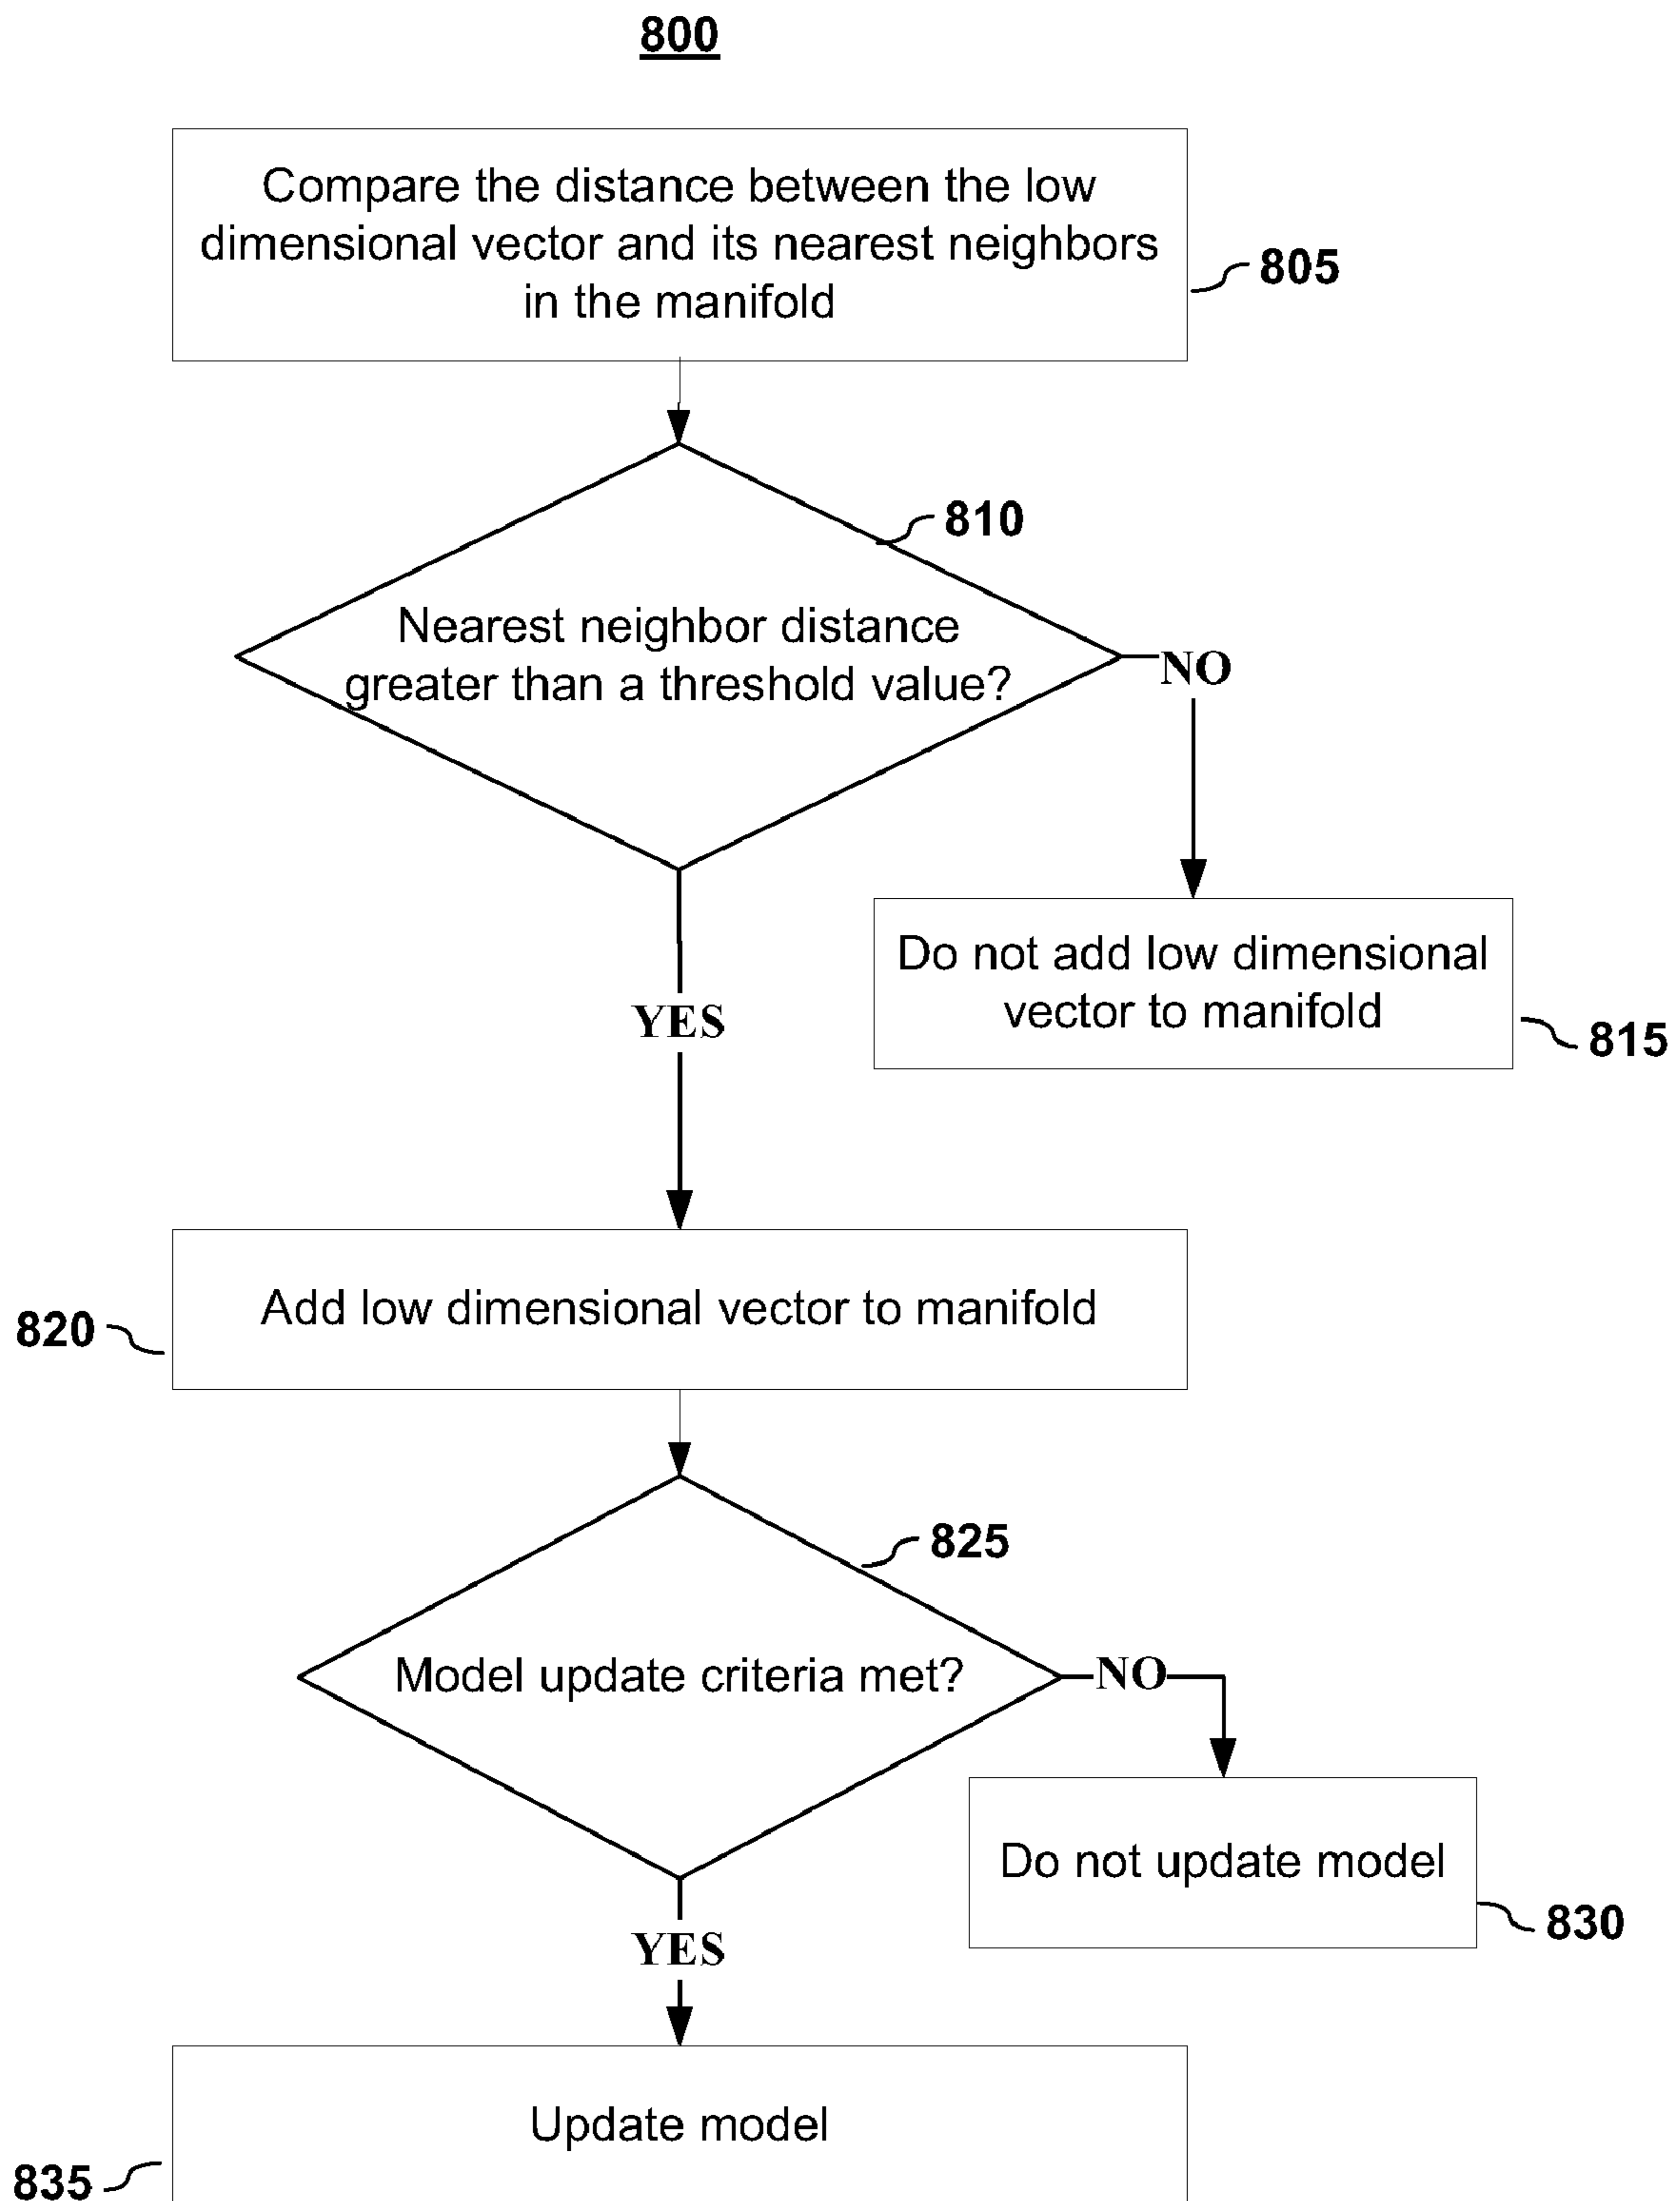 800
Compare the distance between the low
dimensional vector and its nearest neighbors
in the manifold
805
810
Nearest neighbor distance
greater than a threshold value?
NO
Do not add low dimensional
vector to manifold
815
YES
Add low dimensional vector to manifold
820
825
Model update criteria met?
NO
Do not update model
830
YES
Update model
835